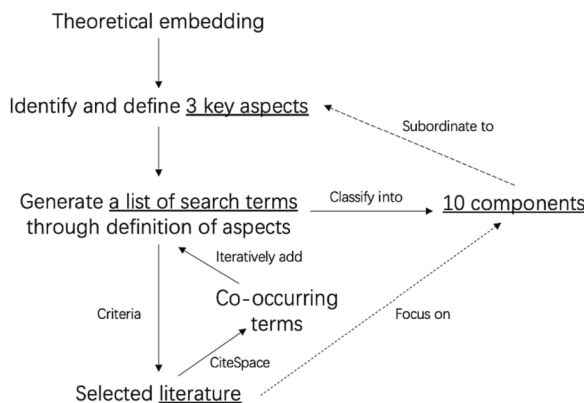 Theoretical embedding
Identify and define 3 key aspects
Subordinate to
Generate a list of search terms
through definition of aspects
Classify into
10 components
Iteratively add
Co-occurring
terms
Criteria
Focus on
CiteSpace
Selected literature